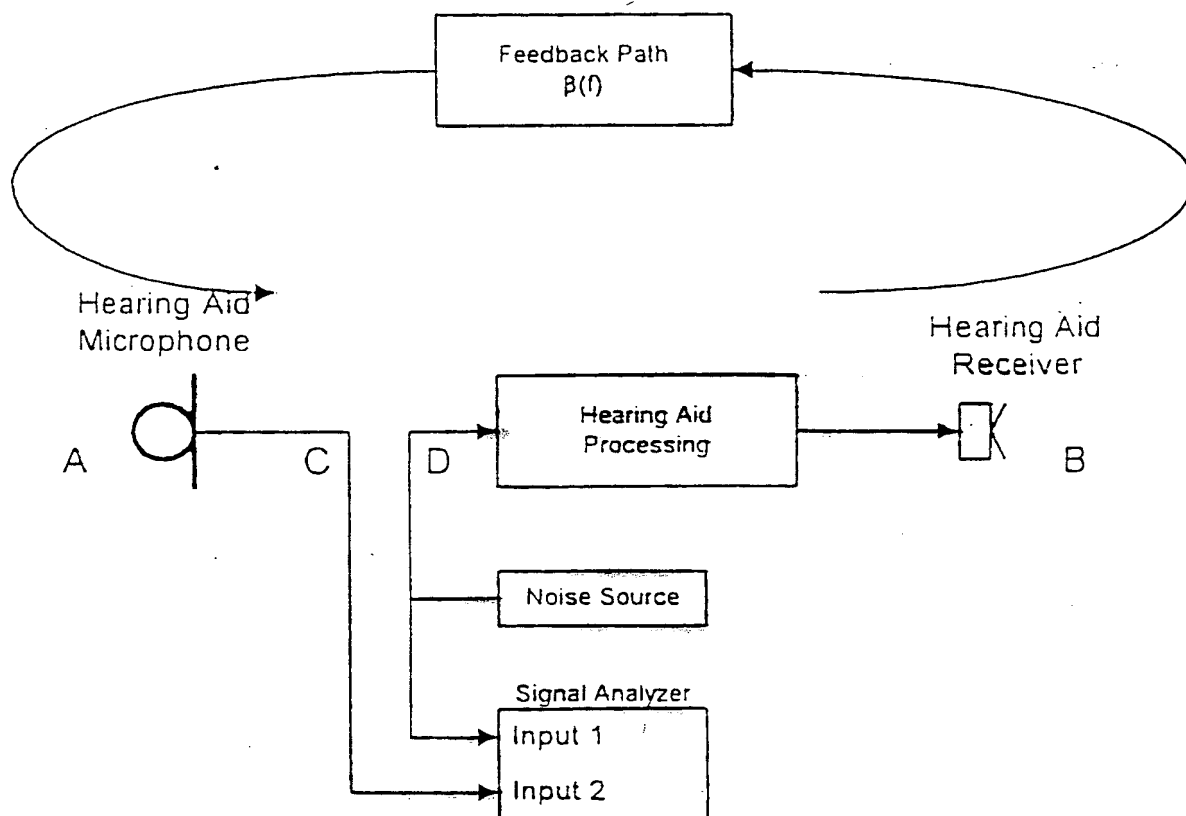 Feedback Path
β(f)
Hearing Aid
Microphone
Hearing Aid
Receiver
Hearing Aid
Processing
A
C
D
B
Noise Source
Signal Analyzer
Input 1
Input 2